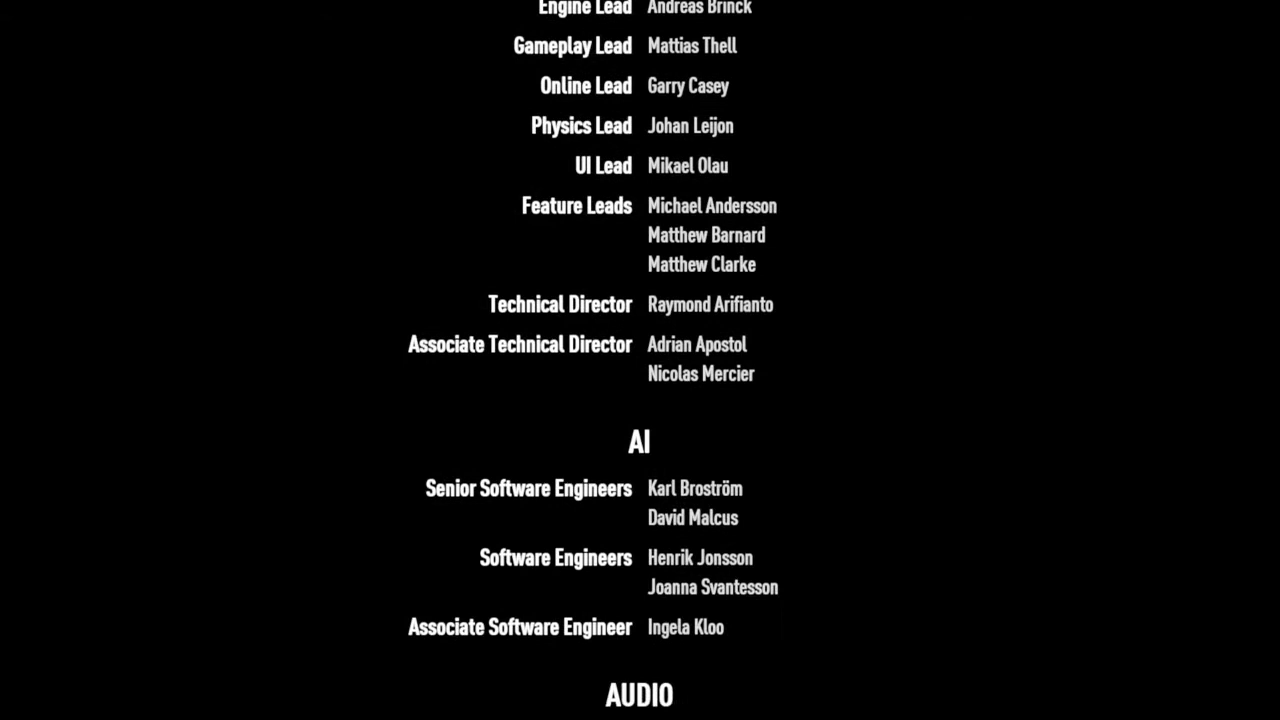 Engine Lead Andreas Brinck
Gameplay Lead Mattias Thell
Online Lead Garry Casey
Physics Lead Johan Leijon
UI Lead Mikael Olau
Feature Leads Michael Andersson
Matthew Barnard
Matthew Clarke
Technical Director Raymond Arifianto
Associate Technical Director Adrian Apostol
Nicolas Mercier
AI
Senior Software Engineers Karl Broström
David Malcus
Software Engineers Henrik Jonsson
Joanna Svantesson
Associate Software Engineer Ingela Kloo
AUDIO